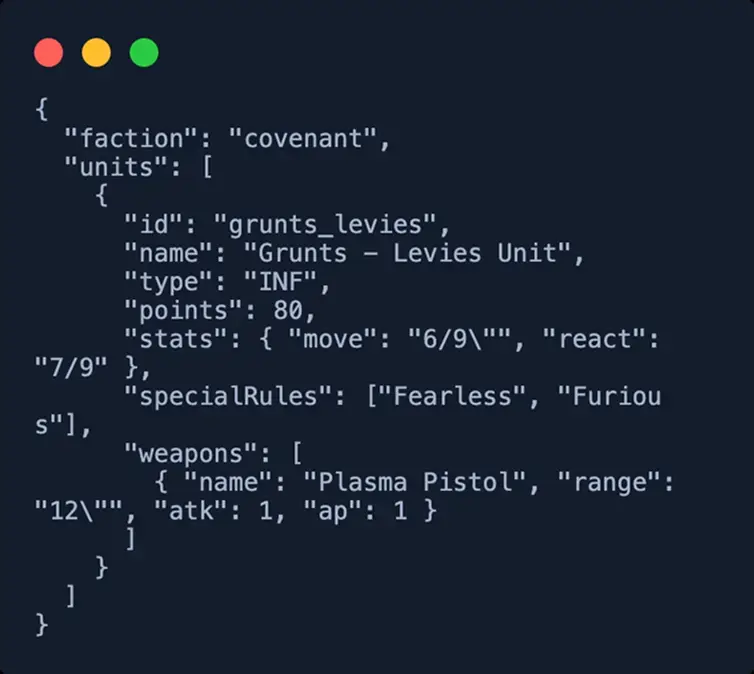 {
  "faction": "covenant",
  "units": [
    {
      "id": "grunts_levies",
      "name": "Grunts – Levies Unit",
      "type": "INF",
      "points": 80,
      "stats": { "move": "6/9\"", "react":
"7/9" },
      "specialRules": ["Fearless", "Furiou
s"],
      "weapons": [
        { "name": "Plasma Pistol", "range":
"12\"", "atk": 1, "ap": 1 }
      ]
    }
  ]
}